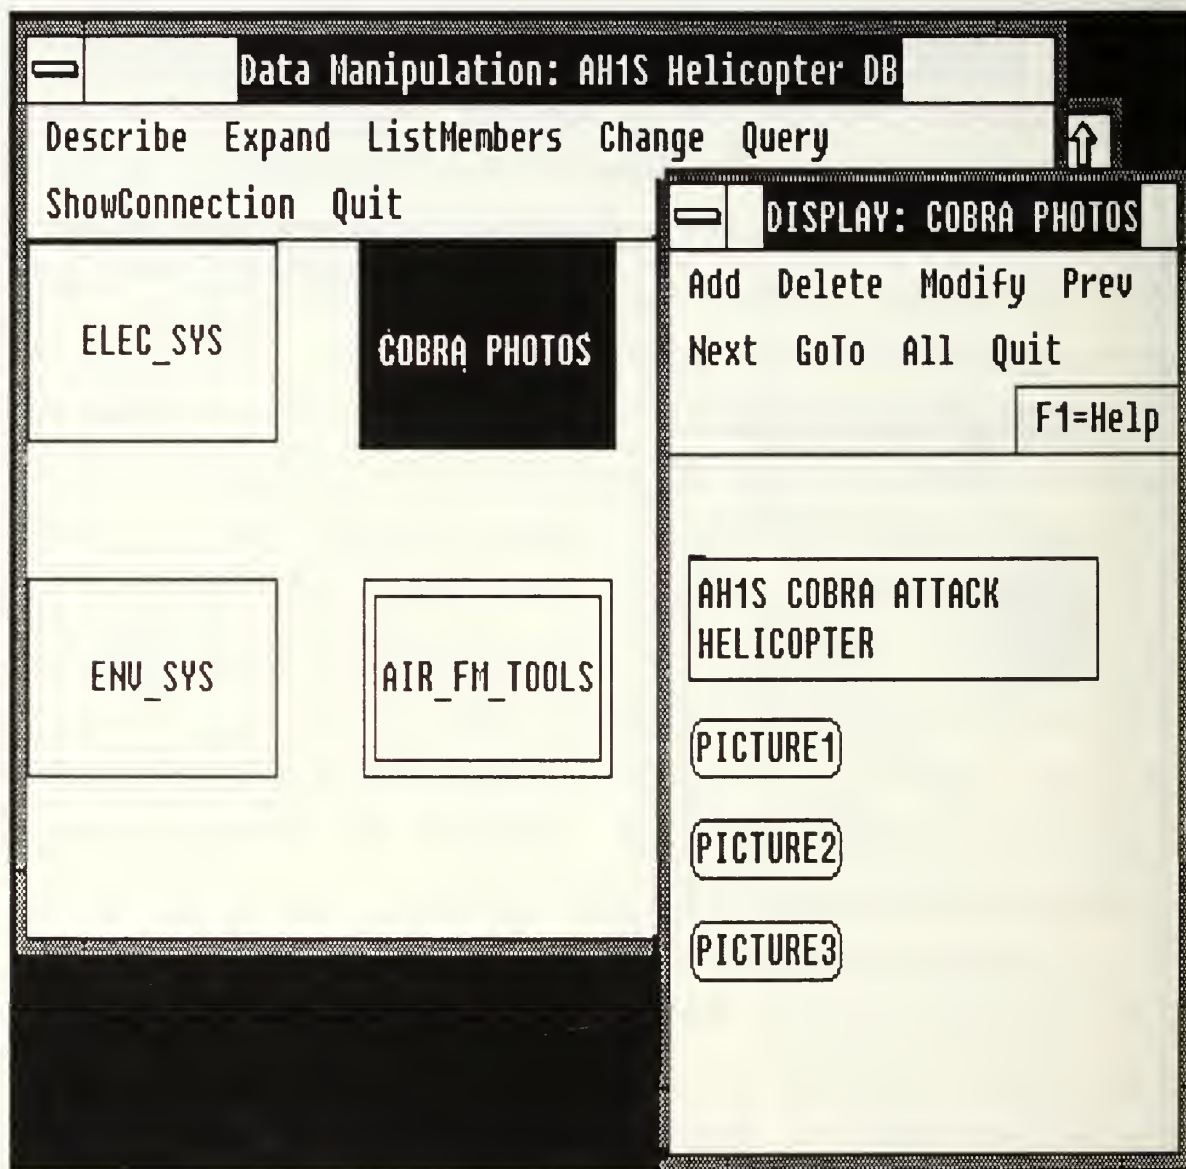 Data Manipulation: AH1S Helicopter DB
Describe Expand ListMembers Change Query
ShowConnection Quit
ELEC_SYS
COBRA PHOTOS
ENV_SYS
AIR_FM_TOOLS
DISPLAY: COBRA PHOTOS
Add Delete Modify Prev
Next GoTo All Quit
F1=Help
AH1S COBRA ATTACK
HELICOPTER
PICTURE1
PICTURE2
PICTURE3